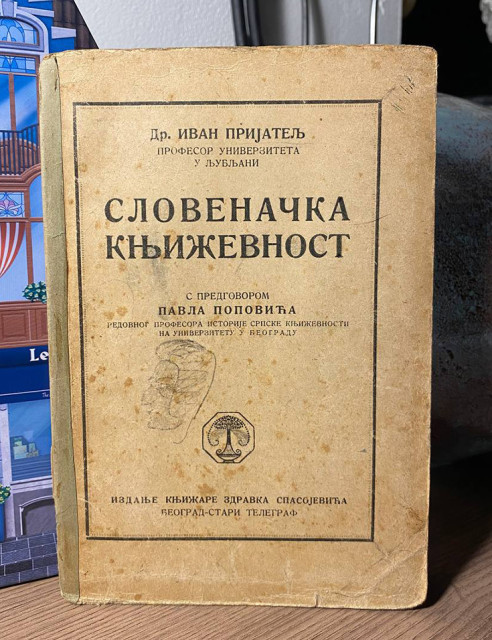 Др. ИВАН ПРИЈАТЕЉ
ПРОФЕСОР УНИВЕРЗИТЕТА
У ЉУБЉАНИ
СЛОВЕНАЧКА
КЊИЖЕВНОСТ
С ПРЕДГОВОРОМ
ПАВЛА ПОПОВИЋА
РЕДОВНОГ ПРОФЕСОРА ИСТОРИЈЕ СРПСКЕ КЊИЖЕВНОСТИ
НА УНИВЕРЗИТЕТУ У БЕОГРАДУ
ИЗДАЊЕ КЊИЖАРЕ ЗДРАВКА СПАСОЈЕВИЋА
БЕОГРАД-СТАРИ ТЕЛЕГРАФ
Le